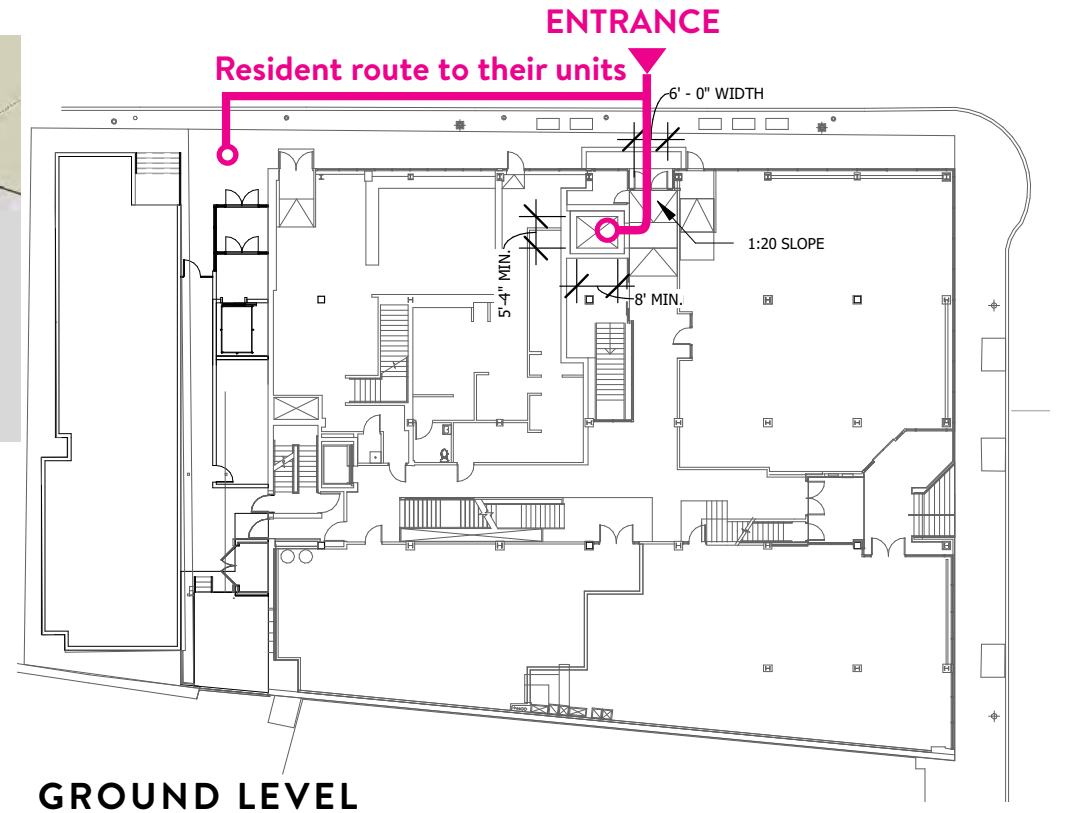 ENTRANCE
Resident route to their units
6' - 0" WIDTH
1:20 SLOPE
5'-4" MIN.
8' MIN.
GROUND LEVEL